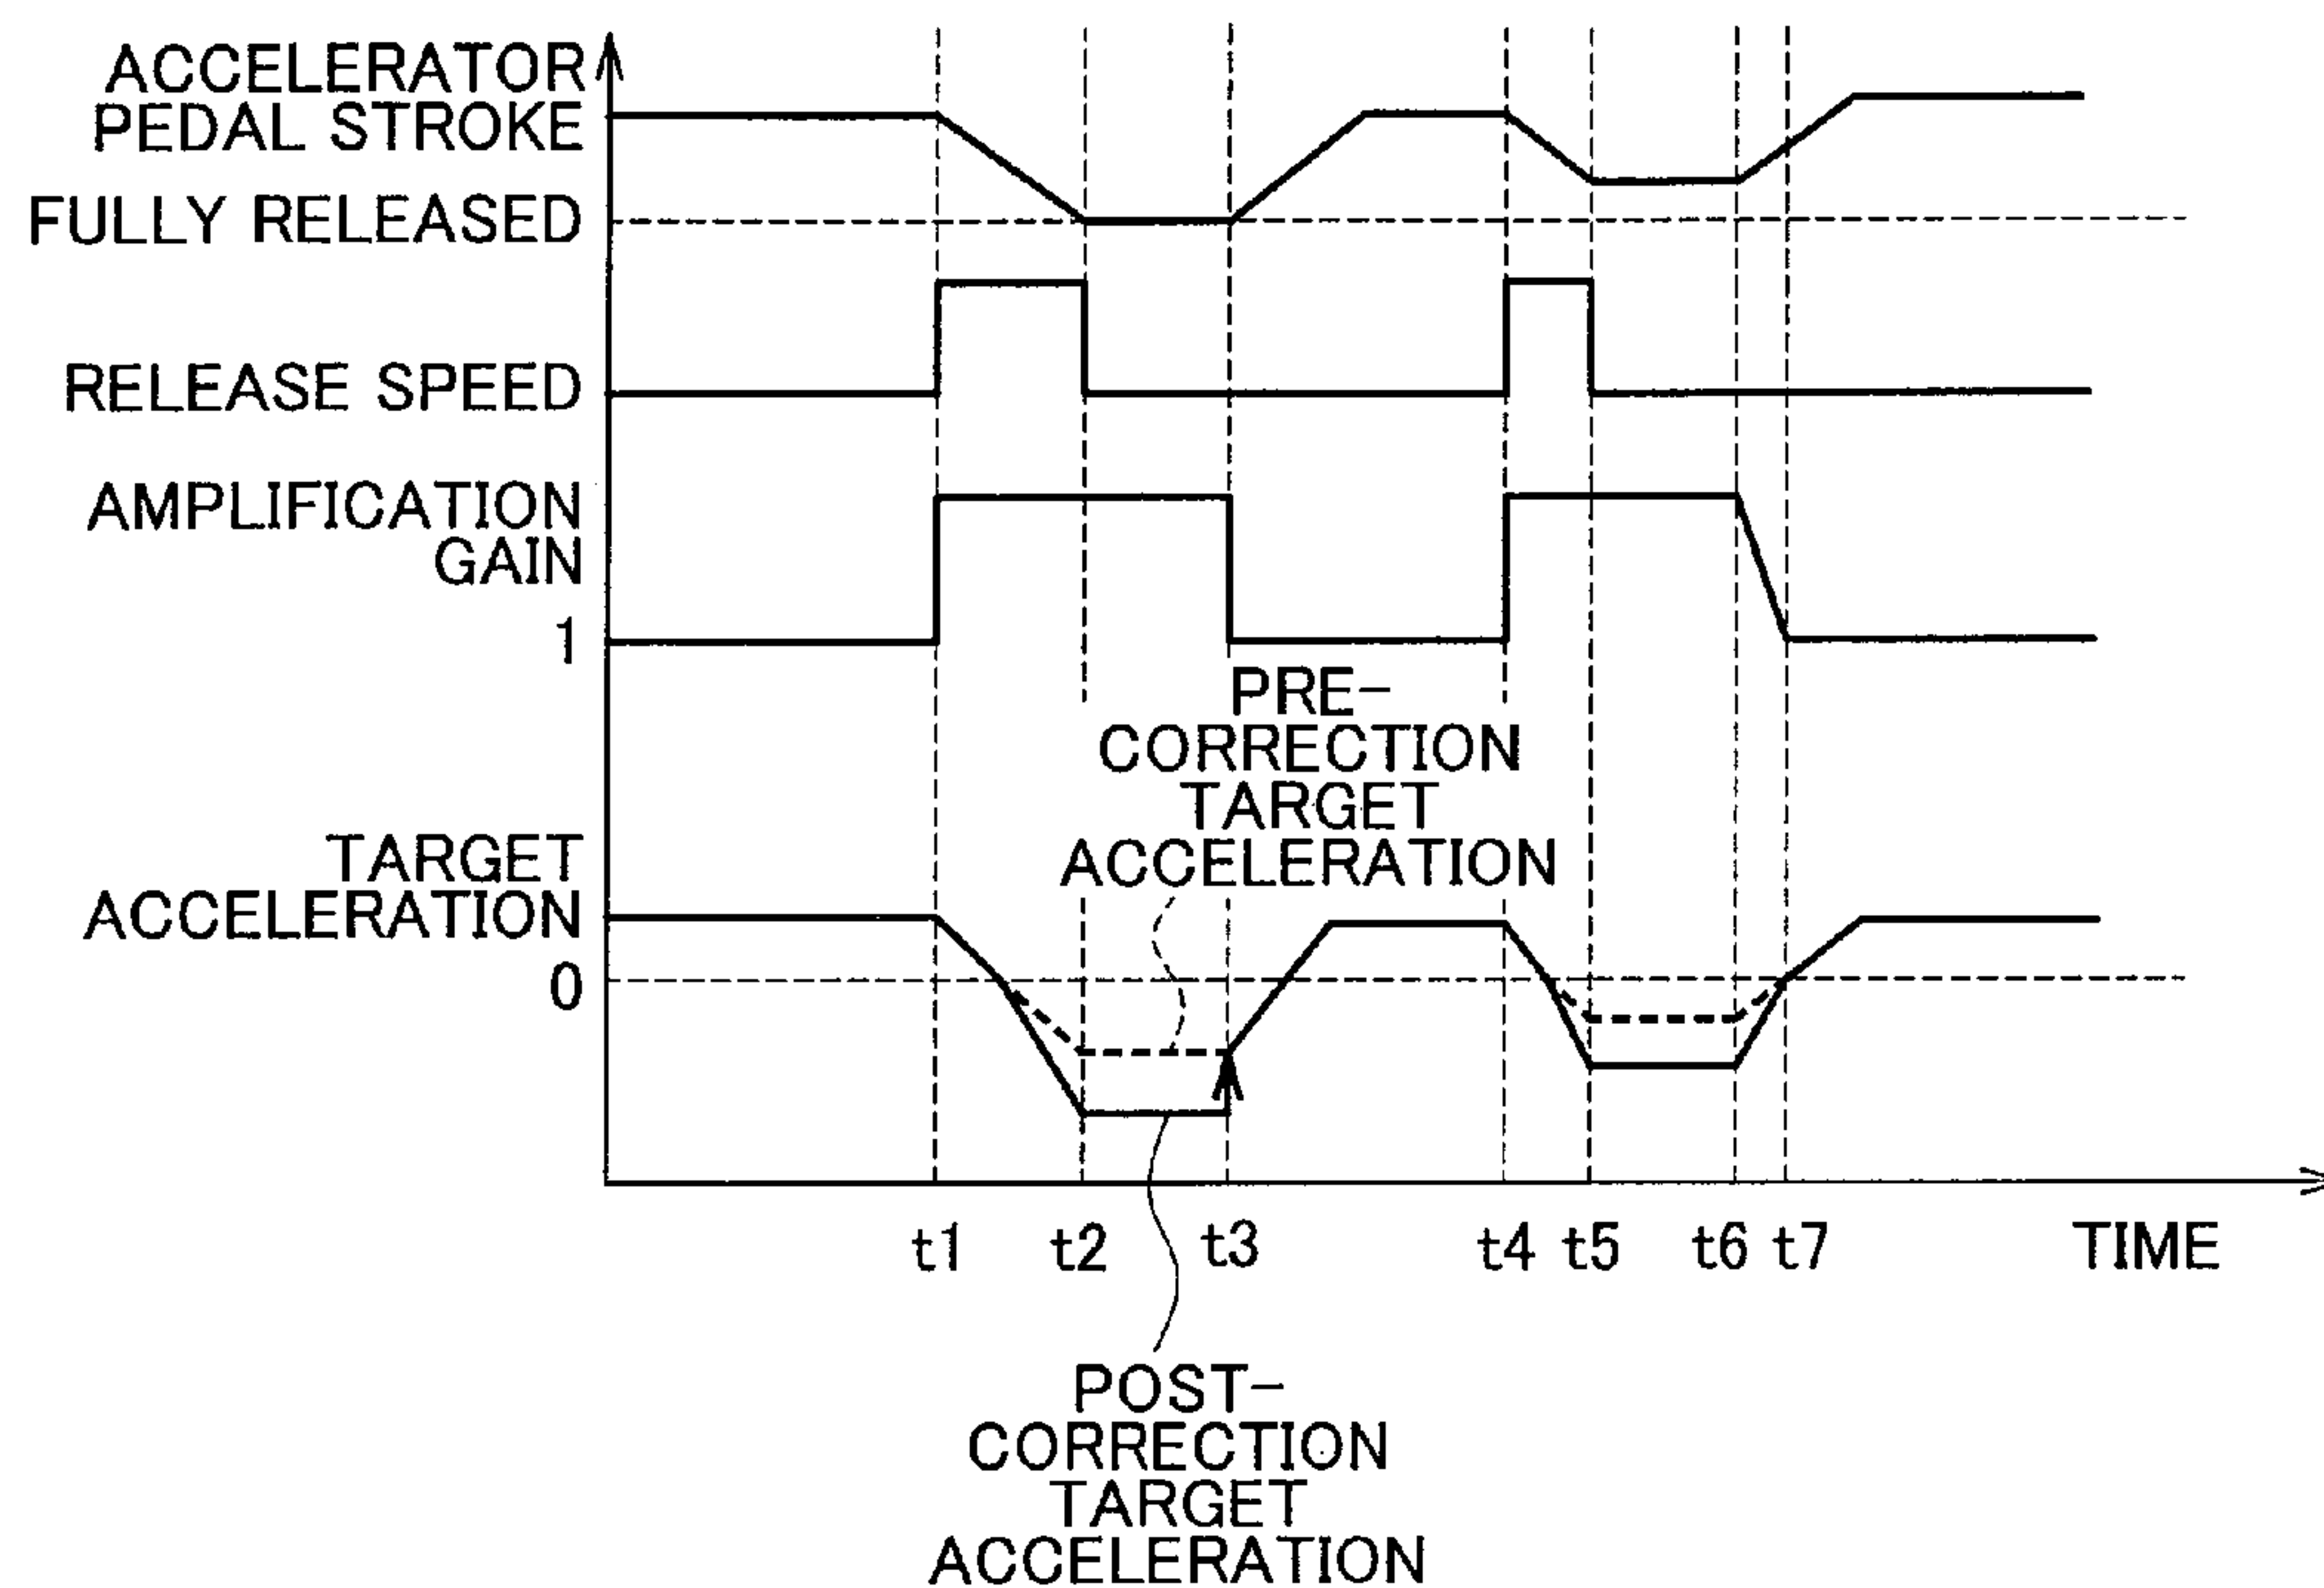 ACCELERATOR
PEDAL STROKE
FULLY RELEASED
RELEASE SPEED
AMPLIFICATION
GAIN
1
PRE-
CORRECTION
TARGET
ACCELERATION
TARGET
ACCELERATION
0
t1 t2 t3 t4 t5 t6 t7 TIME
POST-
CORRECTION
TARGET
ACCELERATION